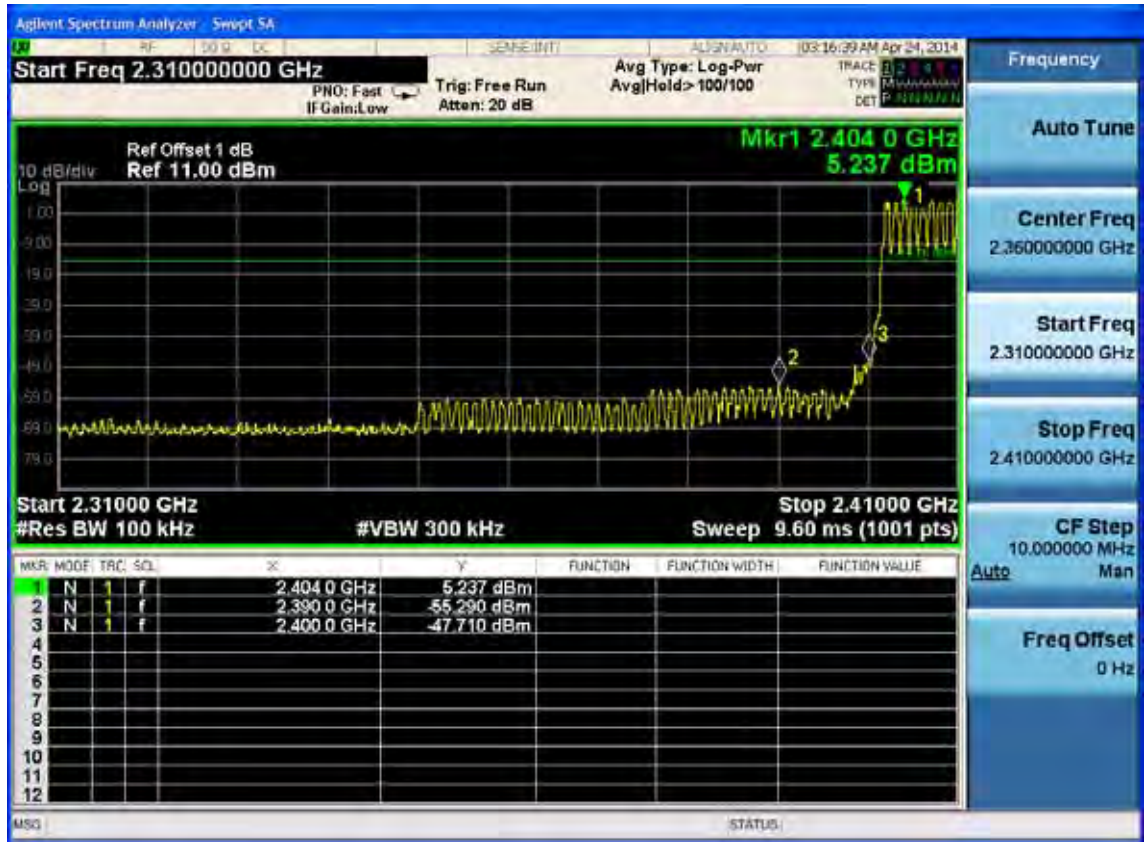 Agilent Spectrum Analyzer - Swept SA
RF
DC
SENSE:INT
ALIGN AUTO
03:16:39 AM Apr 24, 2014
Start Freq 2.310000000 GHz
PNO: Fast
IFGain:Low
Trig: Free Run
Atten: 20 dB
Avg Type: Log-Pwr
Avg|Hold:> 100/100
TRACE
TYPE
DET
Mkr1 2.404 0 GHz
5.237 dBm
Ref Offset 1 dB
10 dB/div
Ref 11.00 dBm
Log
1.00
-9.00
-19.0
-29.0
-39.0
-49.0
-59.0
-69.0
-79.0
1
2
3
Start 2.31000 GHz
Stop 2.41000 GHz
#Res BW 100 kHz
#VBW 300 kHz
Sweep 9.60 ms (1001 pts)
MKR MODE TRC SCL X Y FUNCTION FUNCTION WIDTH FUNCTION VALUE
1 N 1 f 2.404 0 GHz 5.237 dBm
2 N 1 f 2.390 0 GHz -55.290 dBm
3 N 1 f 2.400 0 GHz -47.710 dBm
4
5
6
7
8
9
10
11
12
MSG
STATUS
Frequency
Auto Tune
Center Freq
2.360000000 GHz
Start Freq
2.310000000 GHz
Stop Freq
2.410000000 GHz
CF Step
10.000000 MHz
Auto Man
Freq Offset
0 Hz